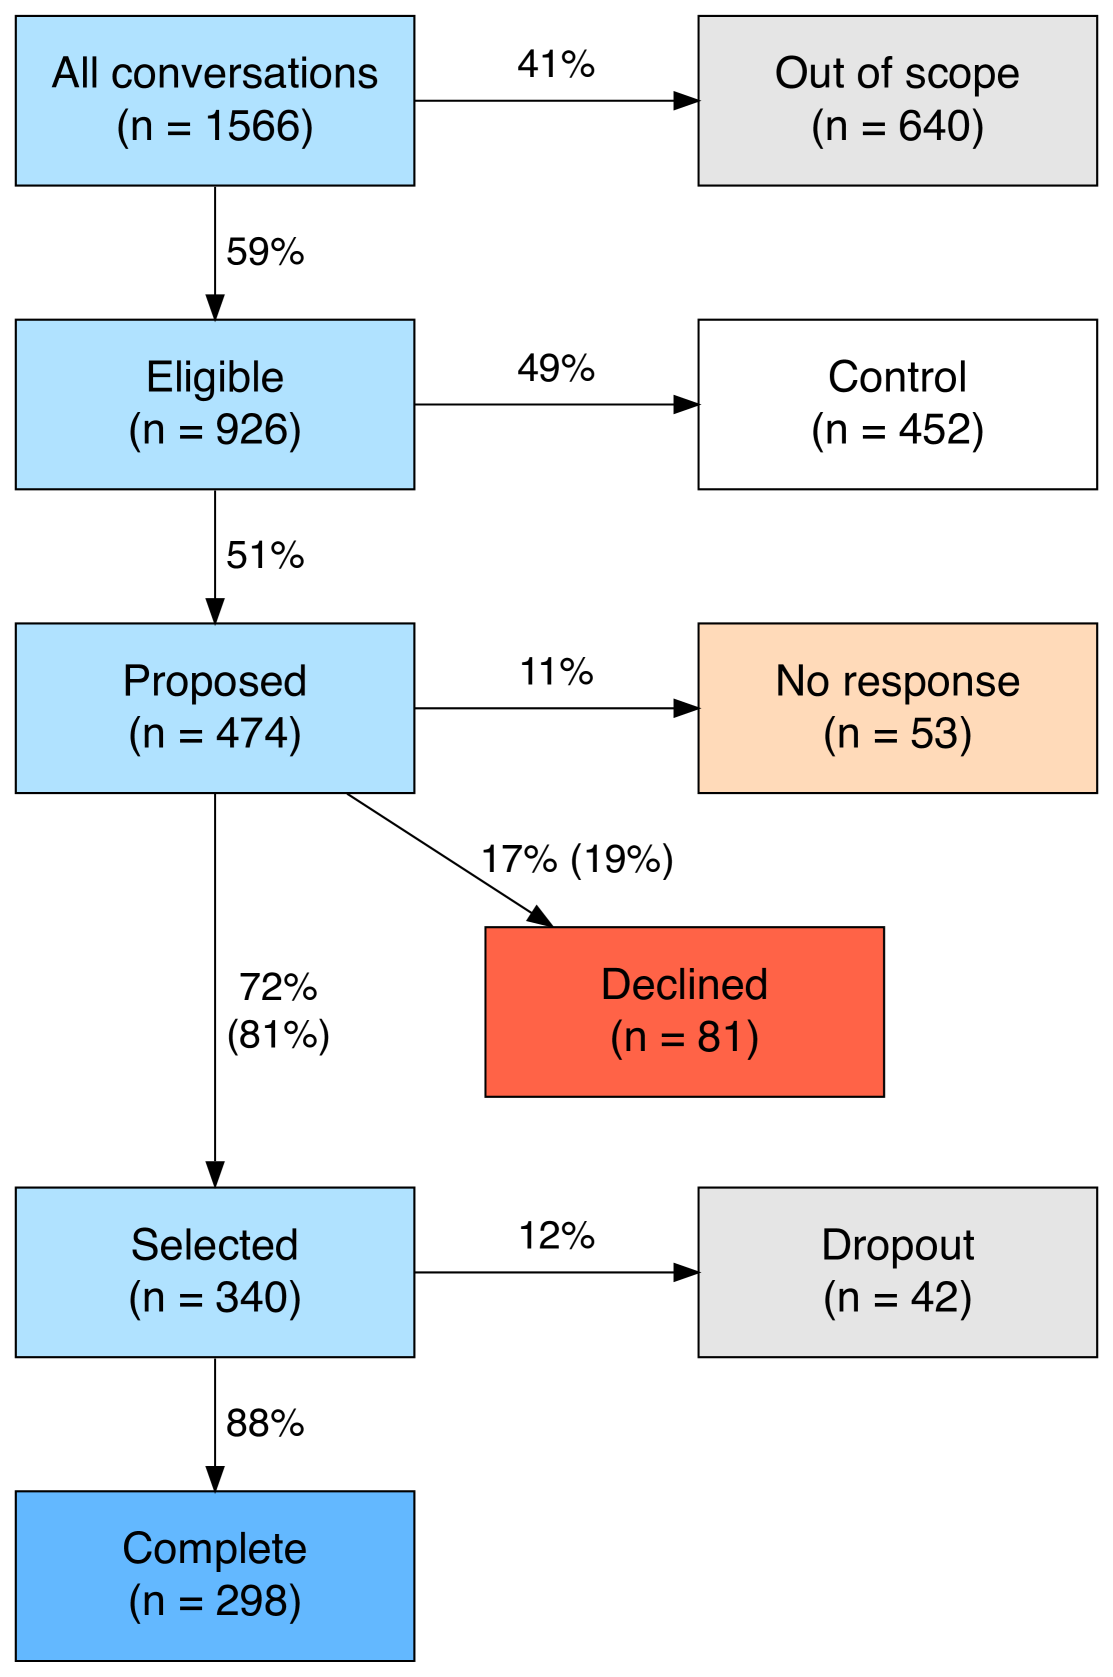 All conversations
(n = 1566)
41%
Out of scope
(n = 640)
59%
Eligible
(n = 926)
49%
Control
(n = 452)
51%
Proposed
(n = 474)
11%
No response
(n = 53)
17% (19%)
Declined
(n = 81)
72%
(81%)
Selected
(n = 340)
12%
Dropout
(n = 42)
88%
Complete
(n = 298)